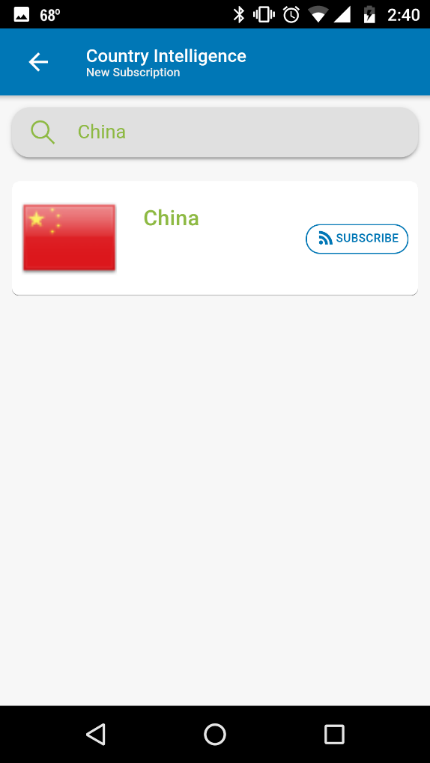 68° 2:40
Country Intelligence
New Subscription
China
China
SUBSCRIBE